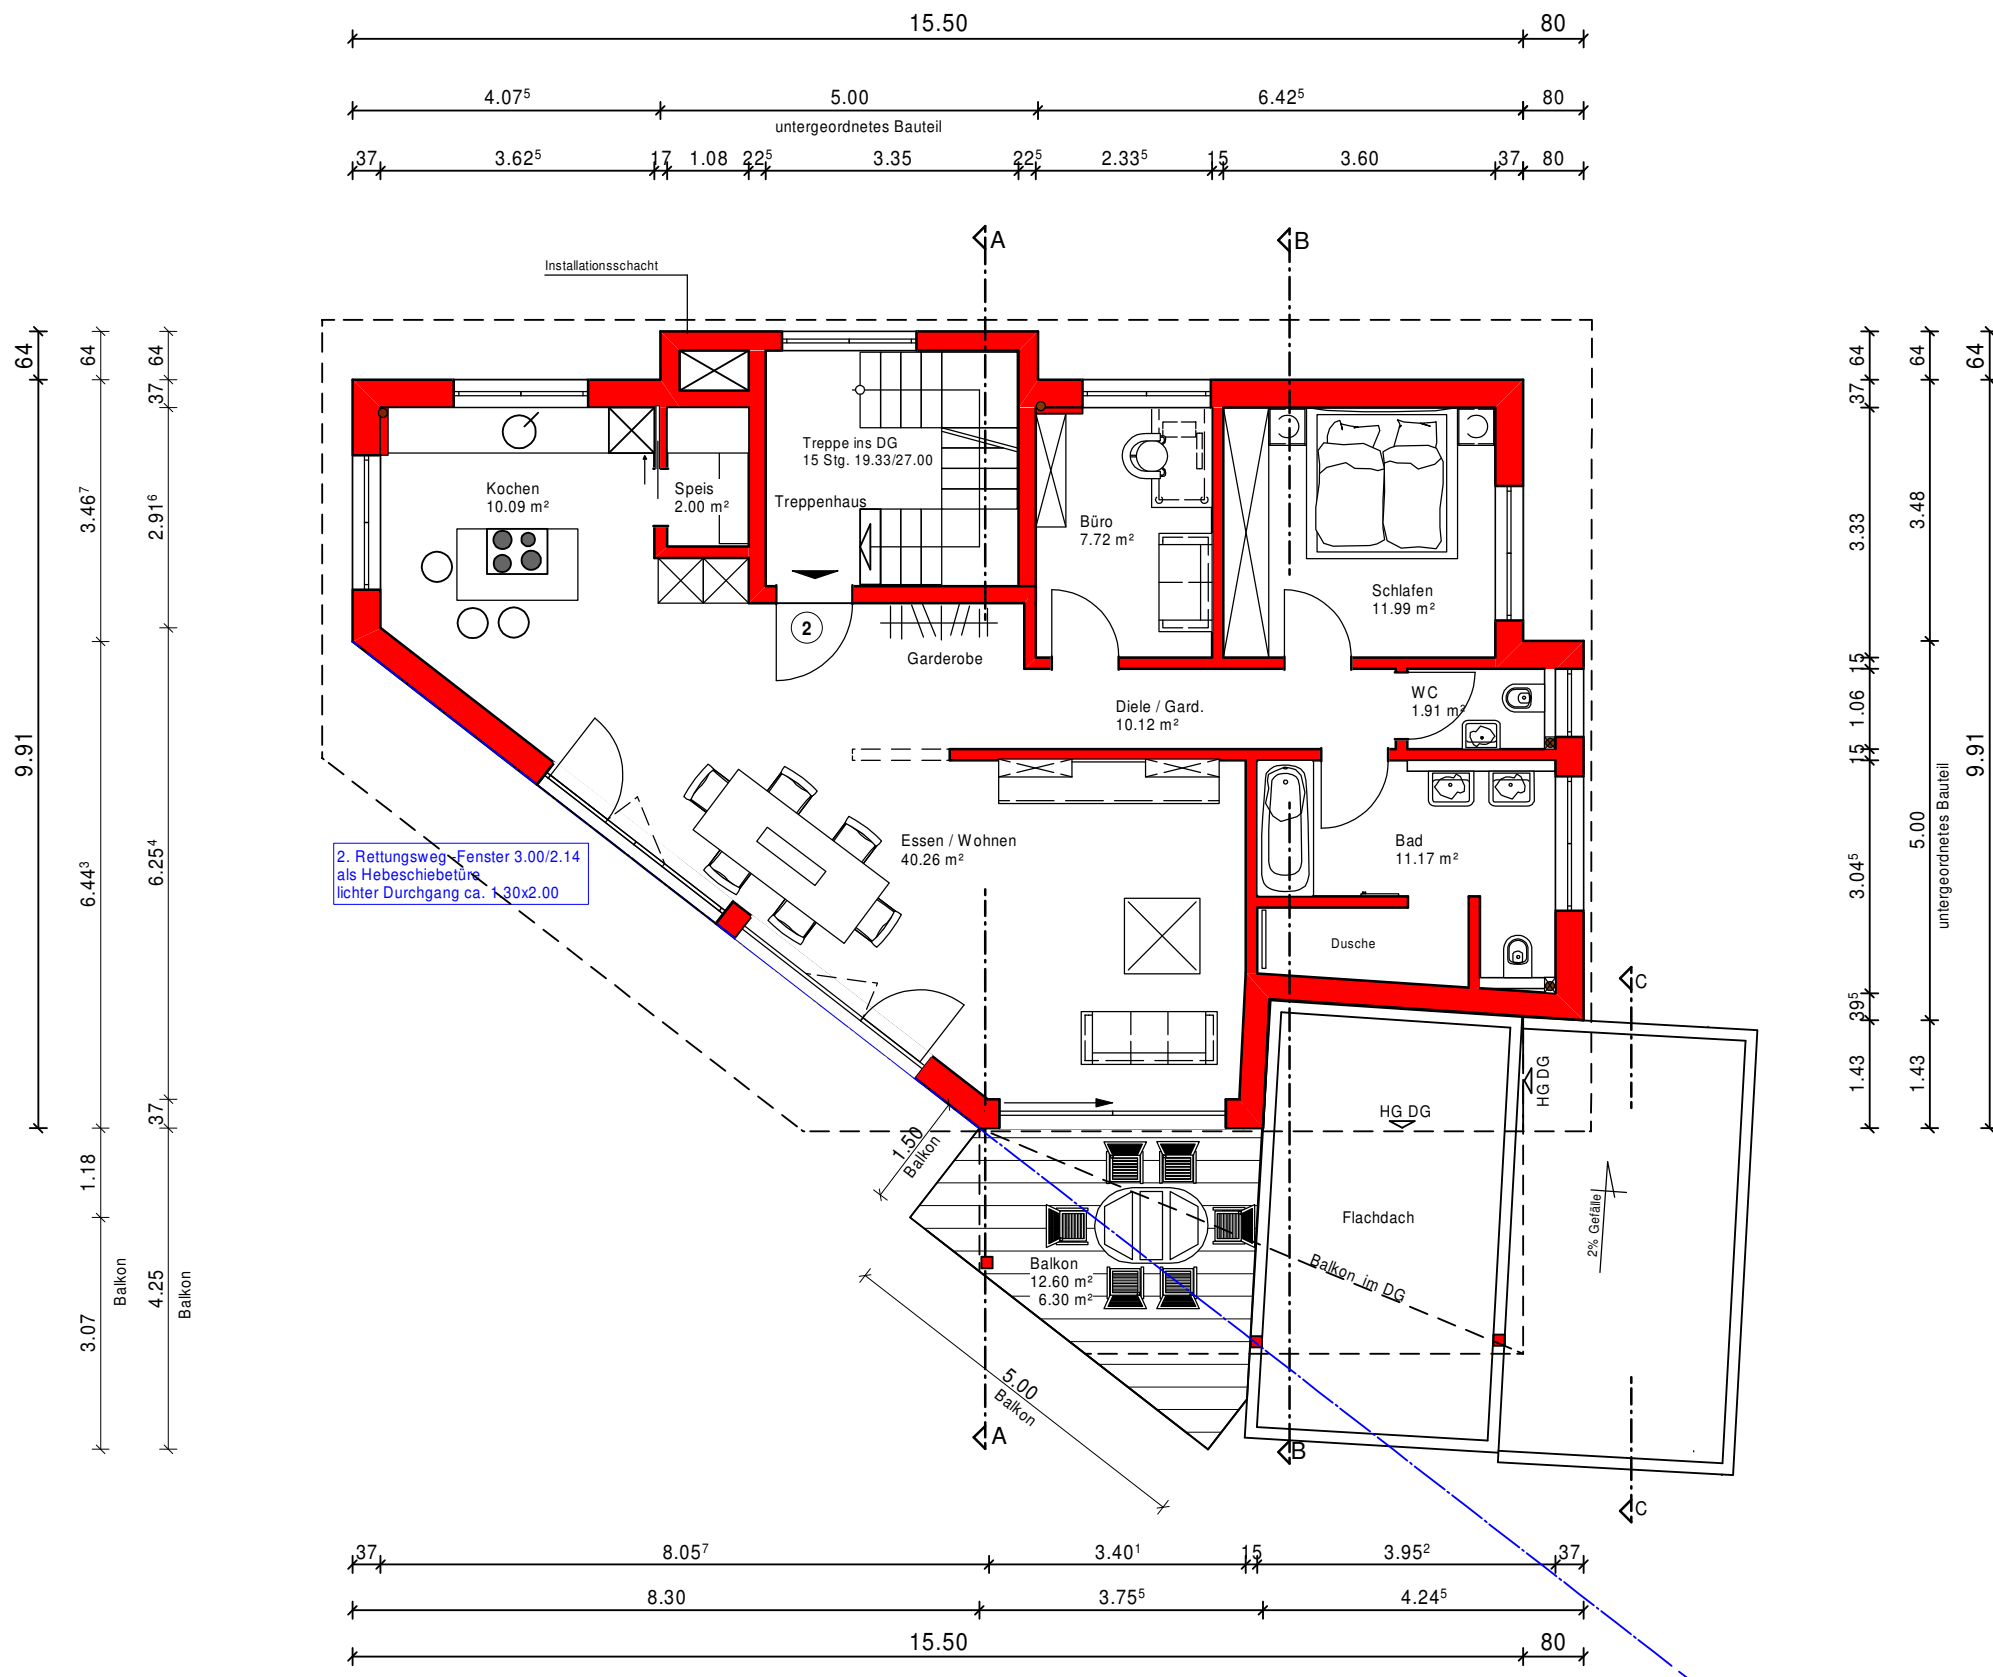 15.50
80
4.07⁵
5.00
6.42⁵
80
untergeordnetes Bauteil
37
3.62⁵
17
1.08
22⁵
3.35
22⁵
2.33⁵
15
3.60
37
80
A
B
Installationsschacht
64
9.91
64
3.46⁷
6.44³
1.18
3.07
Balkon
64
37
2.91⁶
6.25⁴
37
4.25
Balkon
Treppe ins DG
15 Stg. 19.33/27.00
Treppenhaus
Kochen
10.09 m²
Speis
2.00 m²
Büro
7.72 m²
Schlafen
11.99 m²
2
Garderobe
Diele / Gard.
10.12 m²
WC
1.91 m²
Essen / Wohnen
40.26 m²
Bad
11.17 m²
Dusche
2. Rettungsweg-Fenster 3.00/2.14
als Hebeschiebetüre
lichter Durchgang ca. 1.30x2.00
64
37
3.33
15
1.06
15
3.04⁵
39⁵
1.43
64
3.48
5.00
untergeordnetes Bauteil
1.43
64
9.91
C
HG DG
HG DG
1.50
Balkon
Flachdach
2% Gefälle
Balkon
12.60 m²
6.30 m²
Balkon im DG
5.00
Balkon
A
B
C
37
8.05⁷
3.40¹
15
3.95²
37
8.30
3.75⁵
4.24⁵
15.50
80